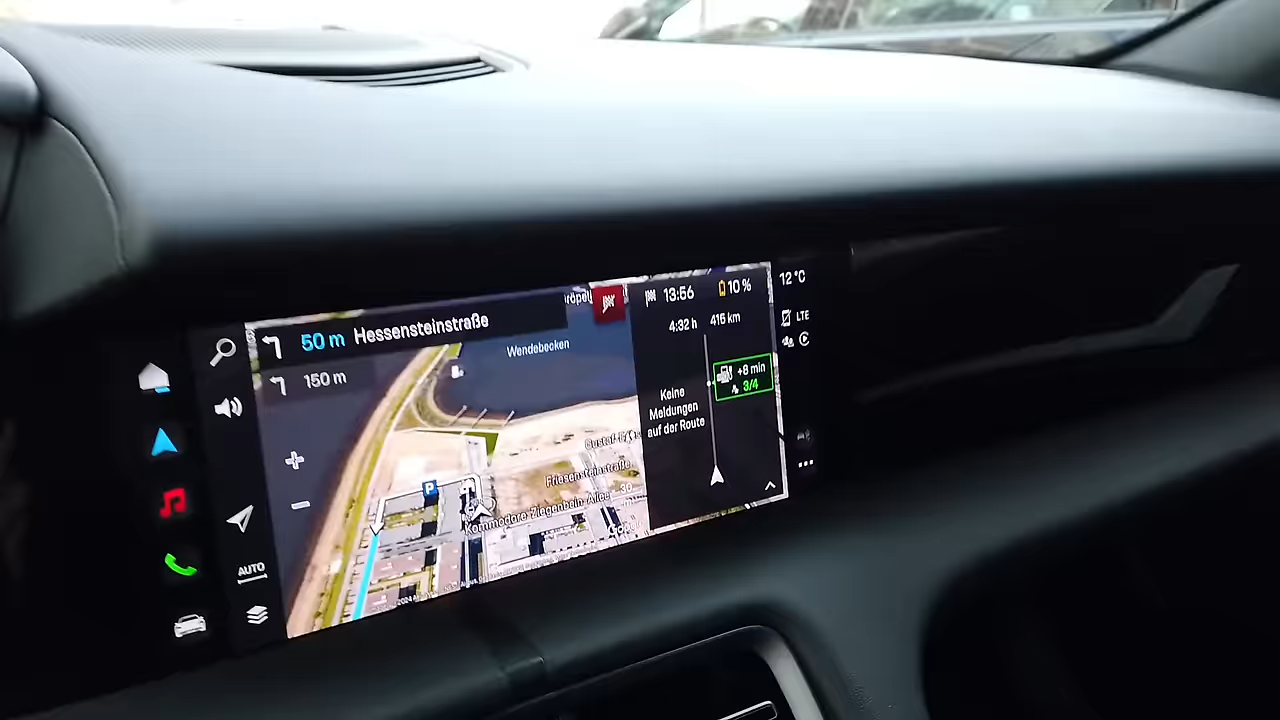 50 m Hessensteinstraße
150 m
Wendebecken
Friesensteinstraße
Kommodore-Ziegenbein-Allee
P
AUTO
13:56
10 %
4:32 h
415 km
+8 min
3/4
Keine
Meldungen
auf der Route
12 °C
LTE